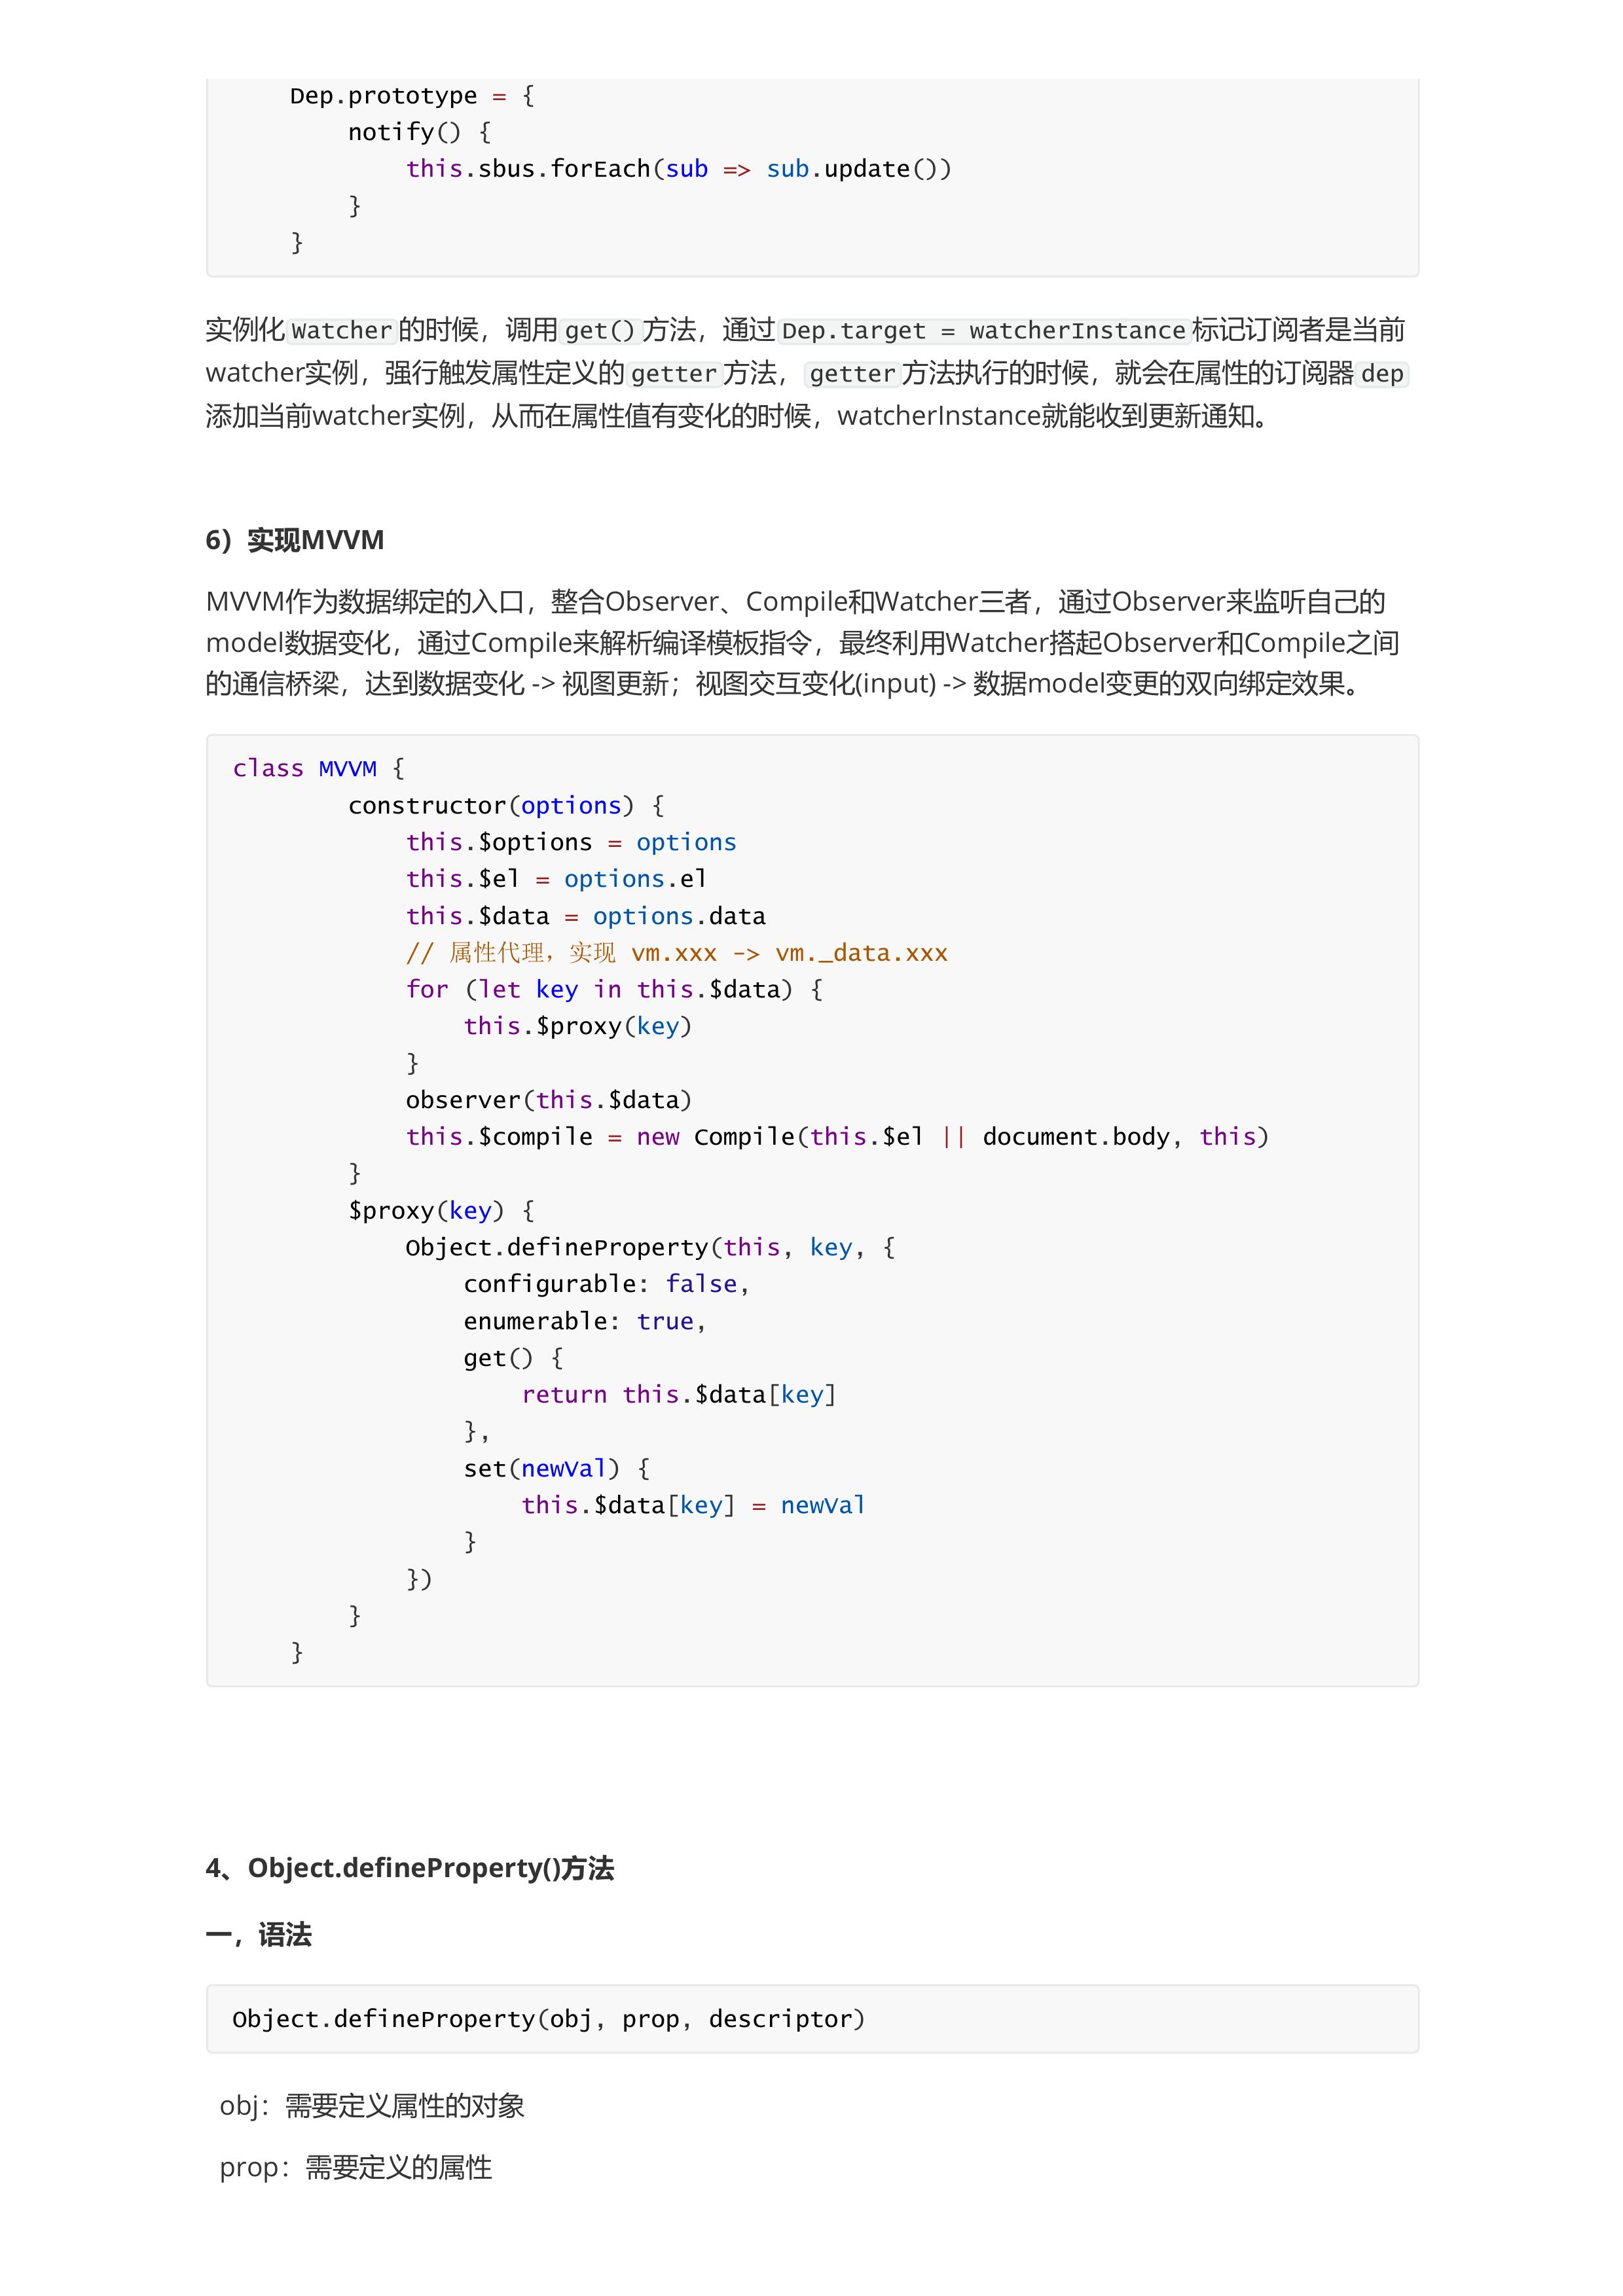 Dep.prototype = {
notify() {
this.sbus.forEach(sub => sub.update())
}
}
实例化Watcher的时候，调用get()方法，通过Dep.target = watcherInstance标记订阅者是当前
watcher实例，强行触发属性定义的getter方法，getter方法执行的时候，就会在属性的订阅器dep
添加当前watcher实例，从而在属性值有变化的时候，watcherInstance就能收到更新通知。
6）实现MVVM
MVVM作为数据绑定的入口，整合Observer、Compile和Watcher三者，通过Observer来监听自己的
model数据变化，通过Compile来解析编译模板指令，最终利用Watcher搭起Observer和Compile之间
的通信桥梁，达到数据变化 -> 视图更新；视图交互变化(input) -> 数据model变更的双向绑定效果。
class MVVM {
constructor(options) {
this.$options = options
this.$el = options.el
this.$data = options.data
// 属性代理，实现 vm.xxx -> vm._data.xxx
for (let key in this.$data) {
this.$proxy(key)
}
observer(this.$data)
this.$compile = new Compile(this.$el || document.body, this)
}
$proxy(key) {
Object.defineProperty(this, key, {
configurable: false,
enumerable: true,
get() {
return this.$data[key]
},
set(newVal) {
this.$data[key] = newVal
}
})
}
}
4、Object.defineProperty()方法
一，语法
Object.defineProperty(obj, prop, descriptor)
obj：需要定义属性的对象
prop：需要定义的属性